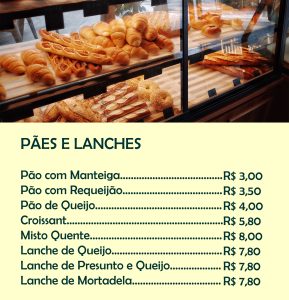 PÃES E LANCHES
Pão com Manteiga.......................................R$ 3,00
Pão com Requeijão......................................R$ 3,50
Pão de Queijo................................................R$ 4,00
Croissant...........................................................R$ 5,80
Misto Quente..................................................R$ 8,00
Lanche de Queijo..........................................R$ 7,80
Lanche de Presunto e Queijo...................R$ 7,80
Lanche de Mortadela..................................R$ 7,80